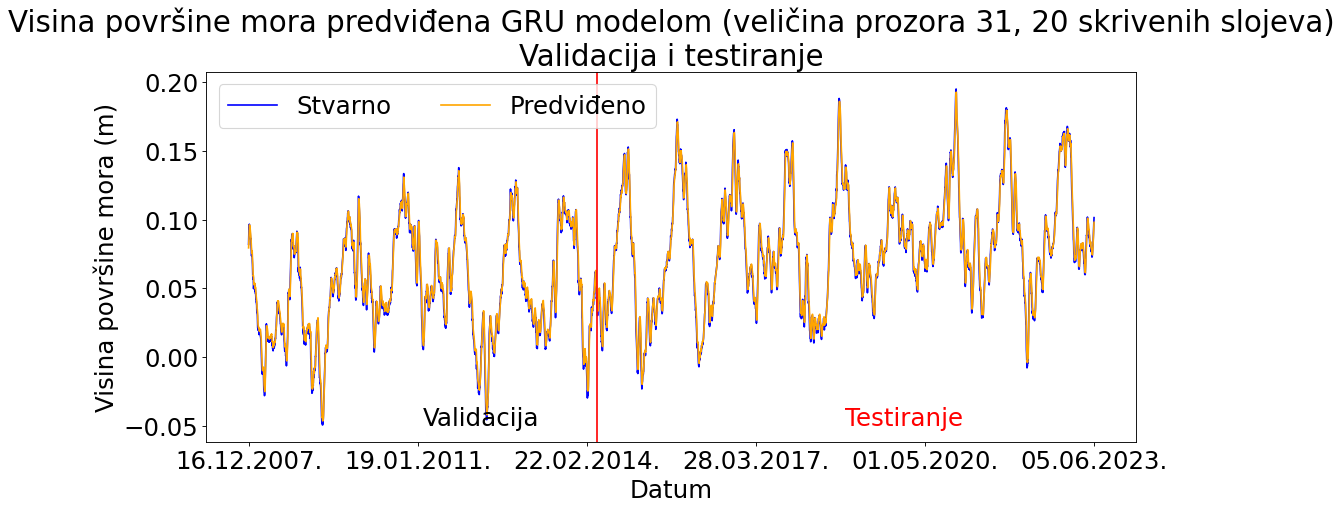 Visina površine mora predviđena GRU modelom (veličina prozora 31, 20 skrivenih slojeva)
Validacija i testiranje
Stvarno
Predviđeno
Visina površine mora (m)
0.20
0.15
0.10
0.05
0.00
−0.05
Validacija
Testiranje
16.12.2007.
19.01.2011.
22.02.2014.
28.03.2017.
01.05.2020.
05.06.2023.
Datum